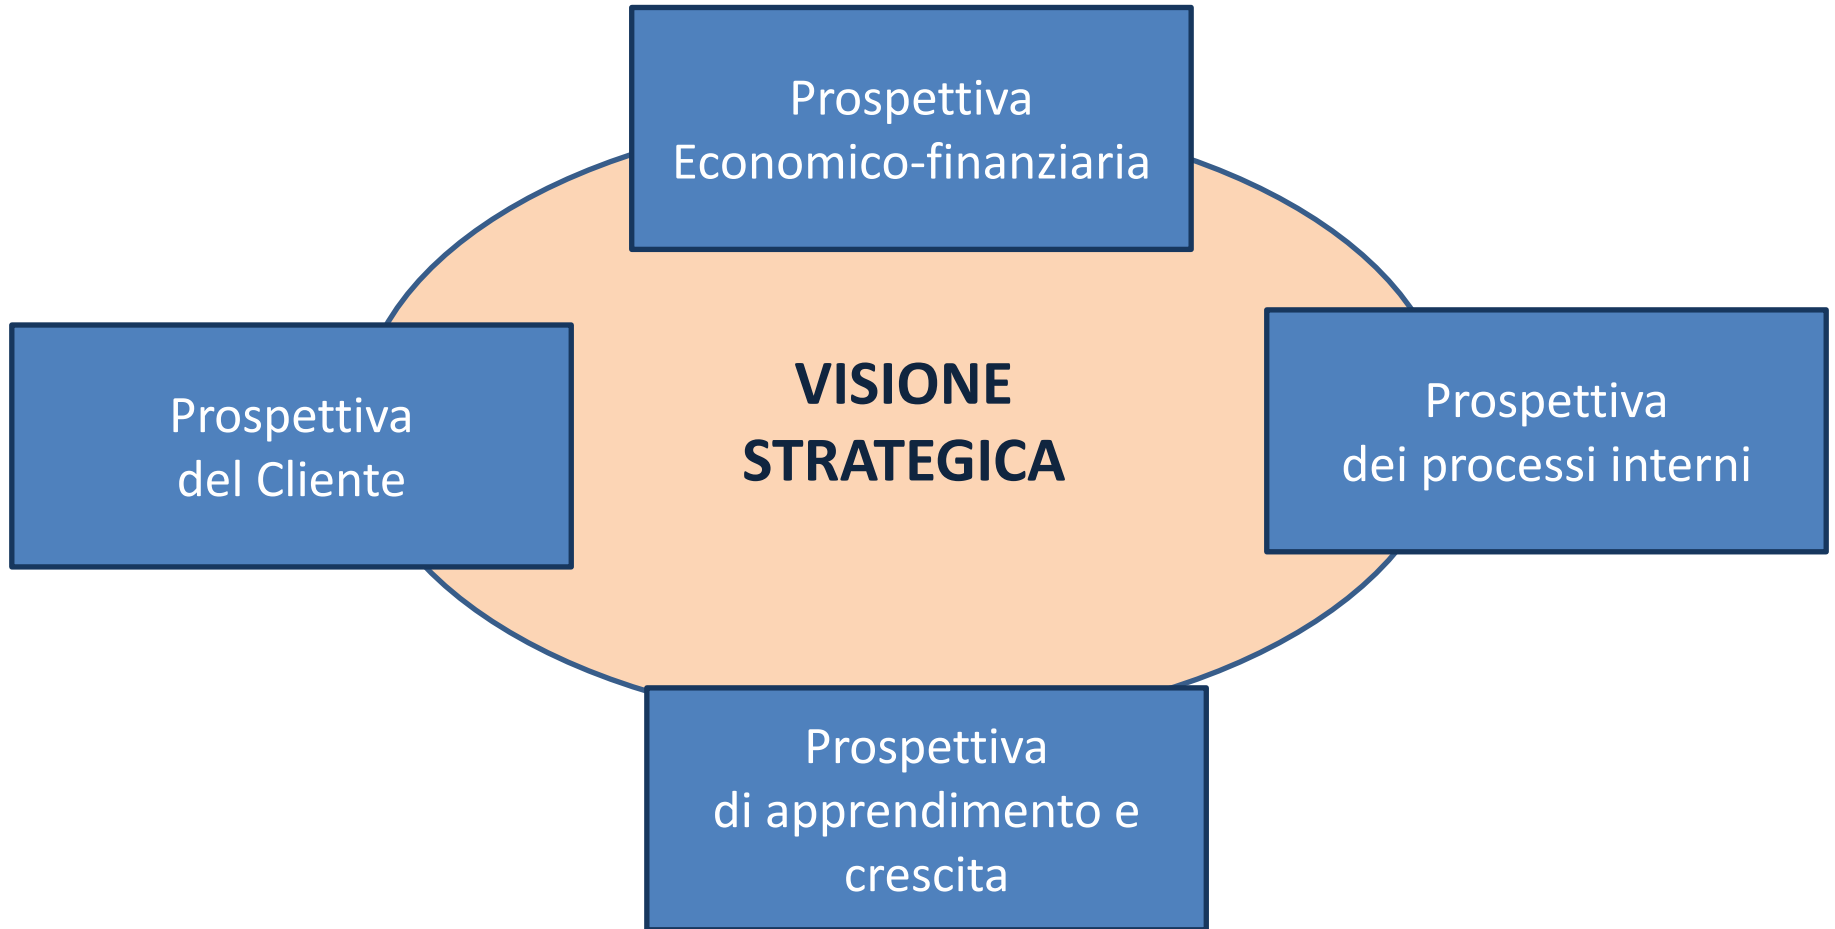 Prospettiva
Economico-finanziaria
Prospettiva
del Cliente
VISIONE
STRATEGICA
Prospettiva
dei processi interni
Prospettiva
di apprendimento e
crescita